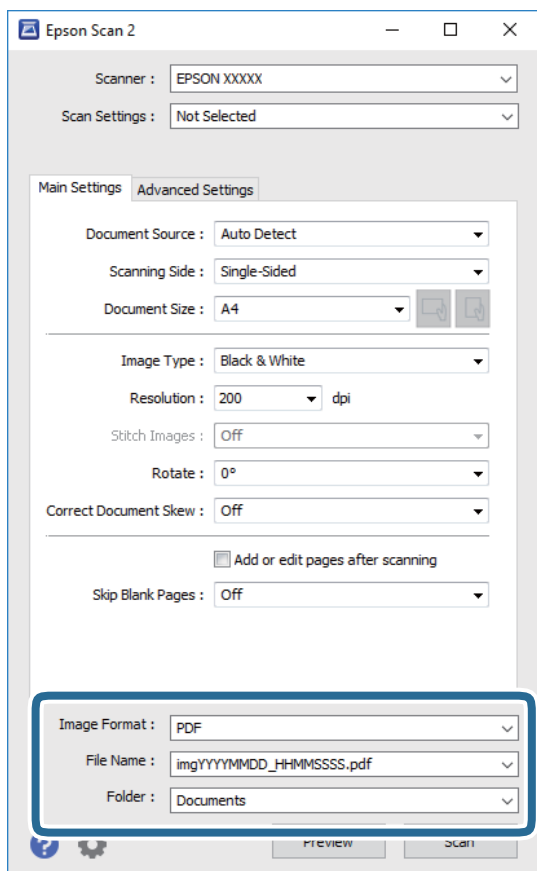 Epson Scan 2
Scanner : EPSON XXXXX
Scan Settings : Not Selected
Main Settings Advanced Settings
Document Source : Auto Detect
Scanning Side : Single-Sided
Document Size : A4
Image Type : Black & White
Resolution : 200 dpi
Stitch Images : Off
Rotate : 0°
Correct Document Skew : Off
Add or edit pages after scanning
Skip Blank Pages : Off
Image Format : PDF
File Name : imgYYYYMMDD_HHMMSSSS.pdf
Folder : Documents
? Preview Scan